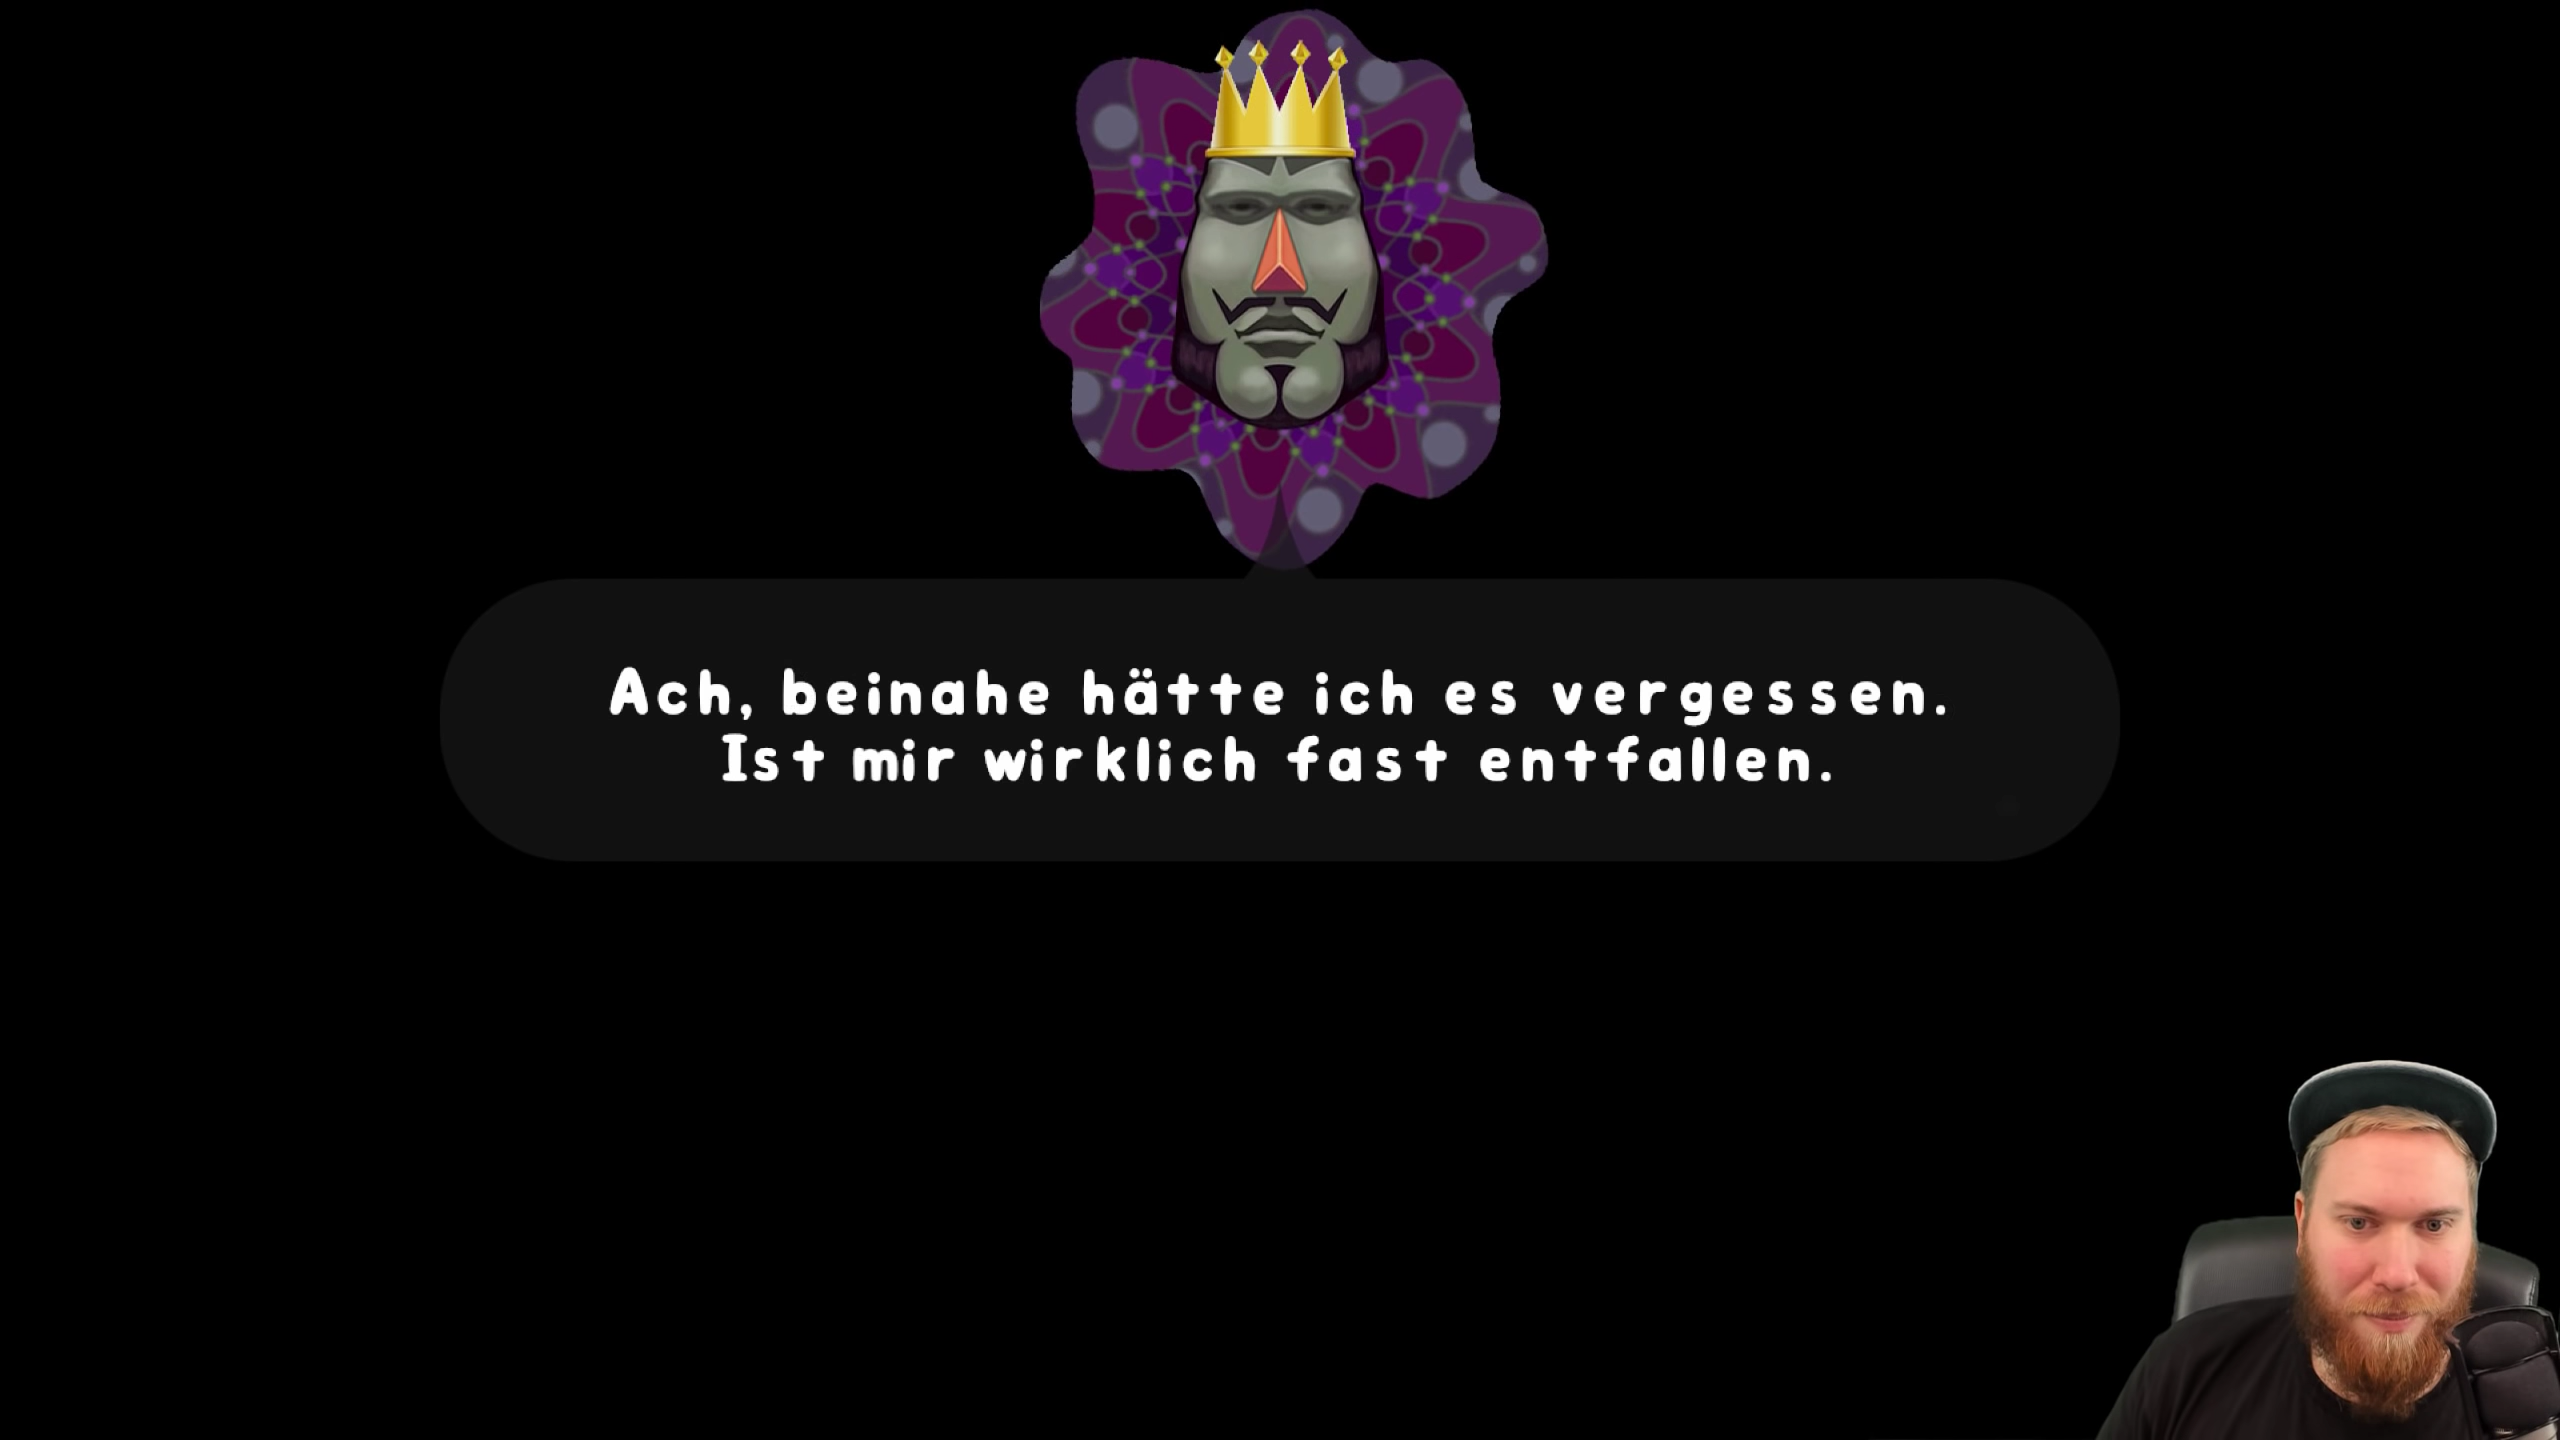 Ach, beinahe hätte ich es vergessen.
Ist mir wirklich fast entfallen.